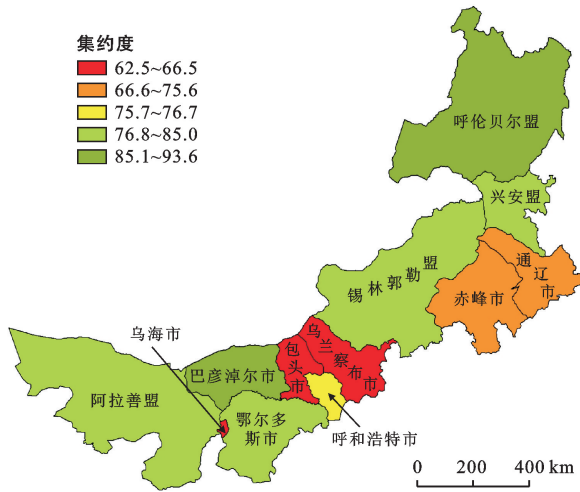 集约度
62.5~66.5
66.6~75.6
75.7~76.7
76.8~85.0
85.1~93.6
呼伦贝尔盟
兴安盟
通辽市
赤峰市
锡林郭勒盟
乌兰察布市
包头市
乌海市
巴彦淖尔市
阿拉善盟
鄂尔多
斯市
呼和浩特市
0 200 400 km